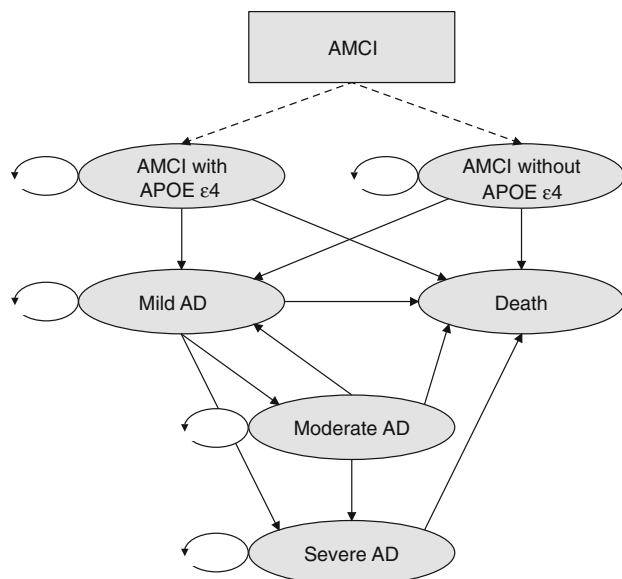 AMCI
AMCI with
APOE ε4
AMCI without
APOE ε4
Mild AD
Death
Moderate AD
Severe AD